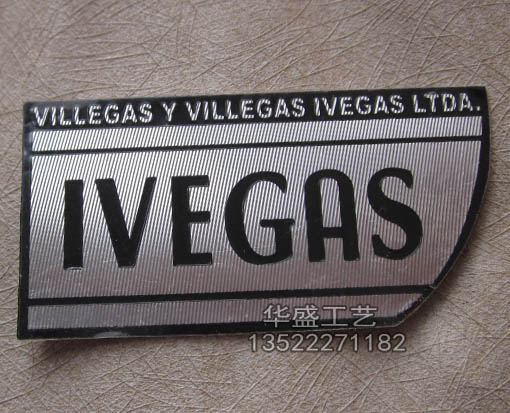 VILLEGAS Y VILLEGAS IVEGAS LTDA.
IVEGAS
华盛工艺
13522271182